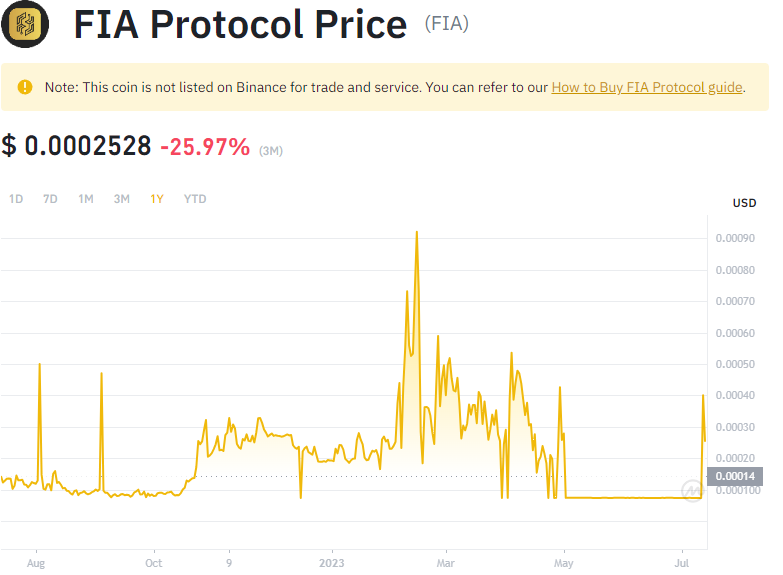 FIA Protocol Price (FIA)
Note: This coin is not listed on Binance for trade and service. You can refer to our How to Buy FIA Protocol guide.
$ 0.0002528 -25.97% (3M)
1D 7D 1M 3M 1Y YTD
USD
0.00090
0.00080
0.00070
0.00060
0.00050
0.00040
0.00030
0.00020
0.00014
0.000100
Aug Oct 9 2023 Mar May Jul